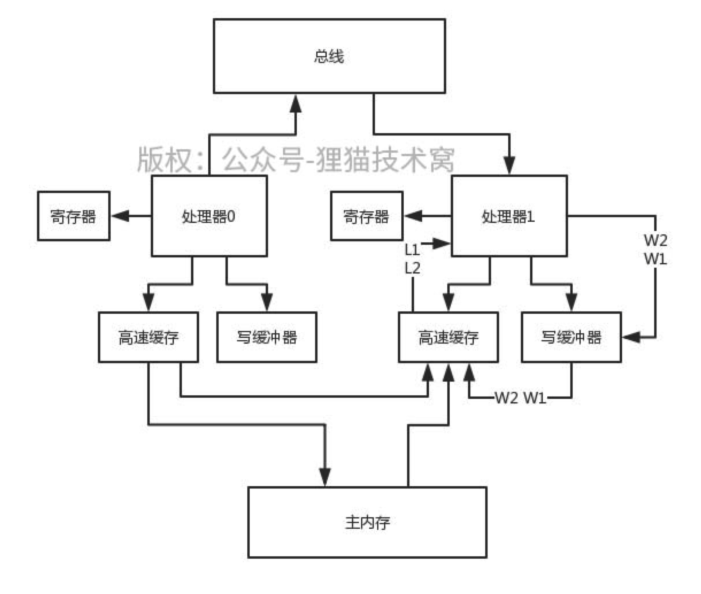 总线
版权：公众号-狸猫技术窝
寄存器
处理器0
寄存器
处理器1
W2
W1
L1
L2
高速缓存
写缓冲器
高速缓存
写缓冲器
W2 W1
主内存